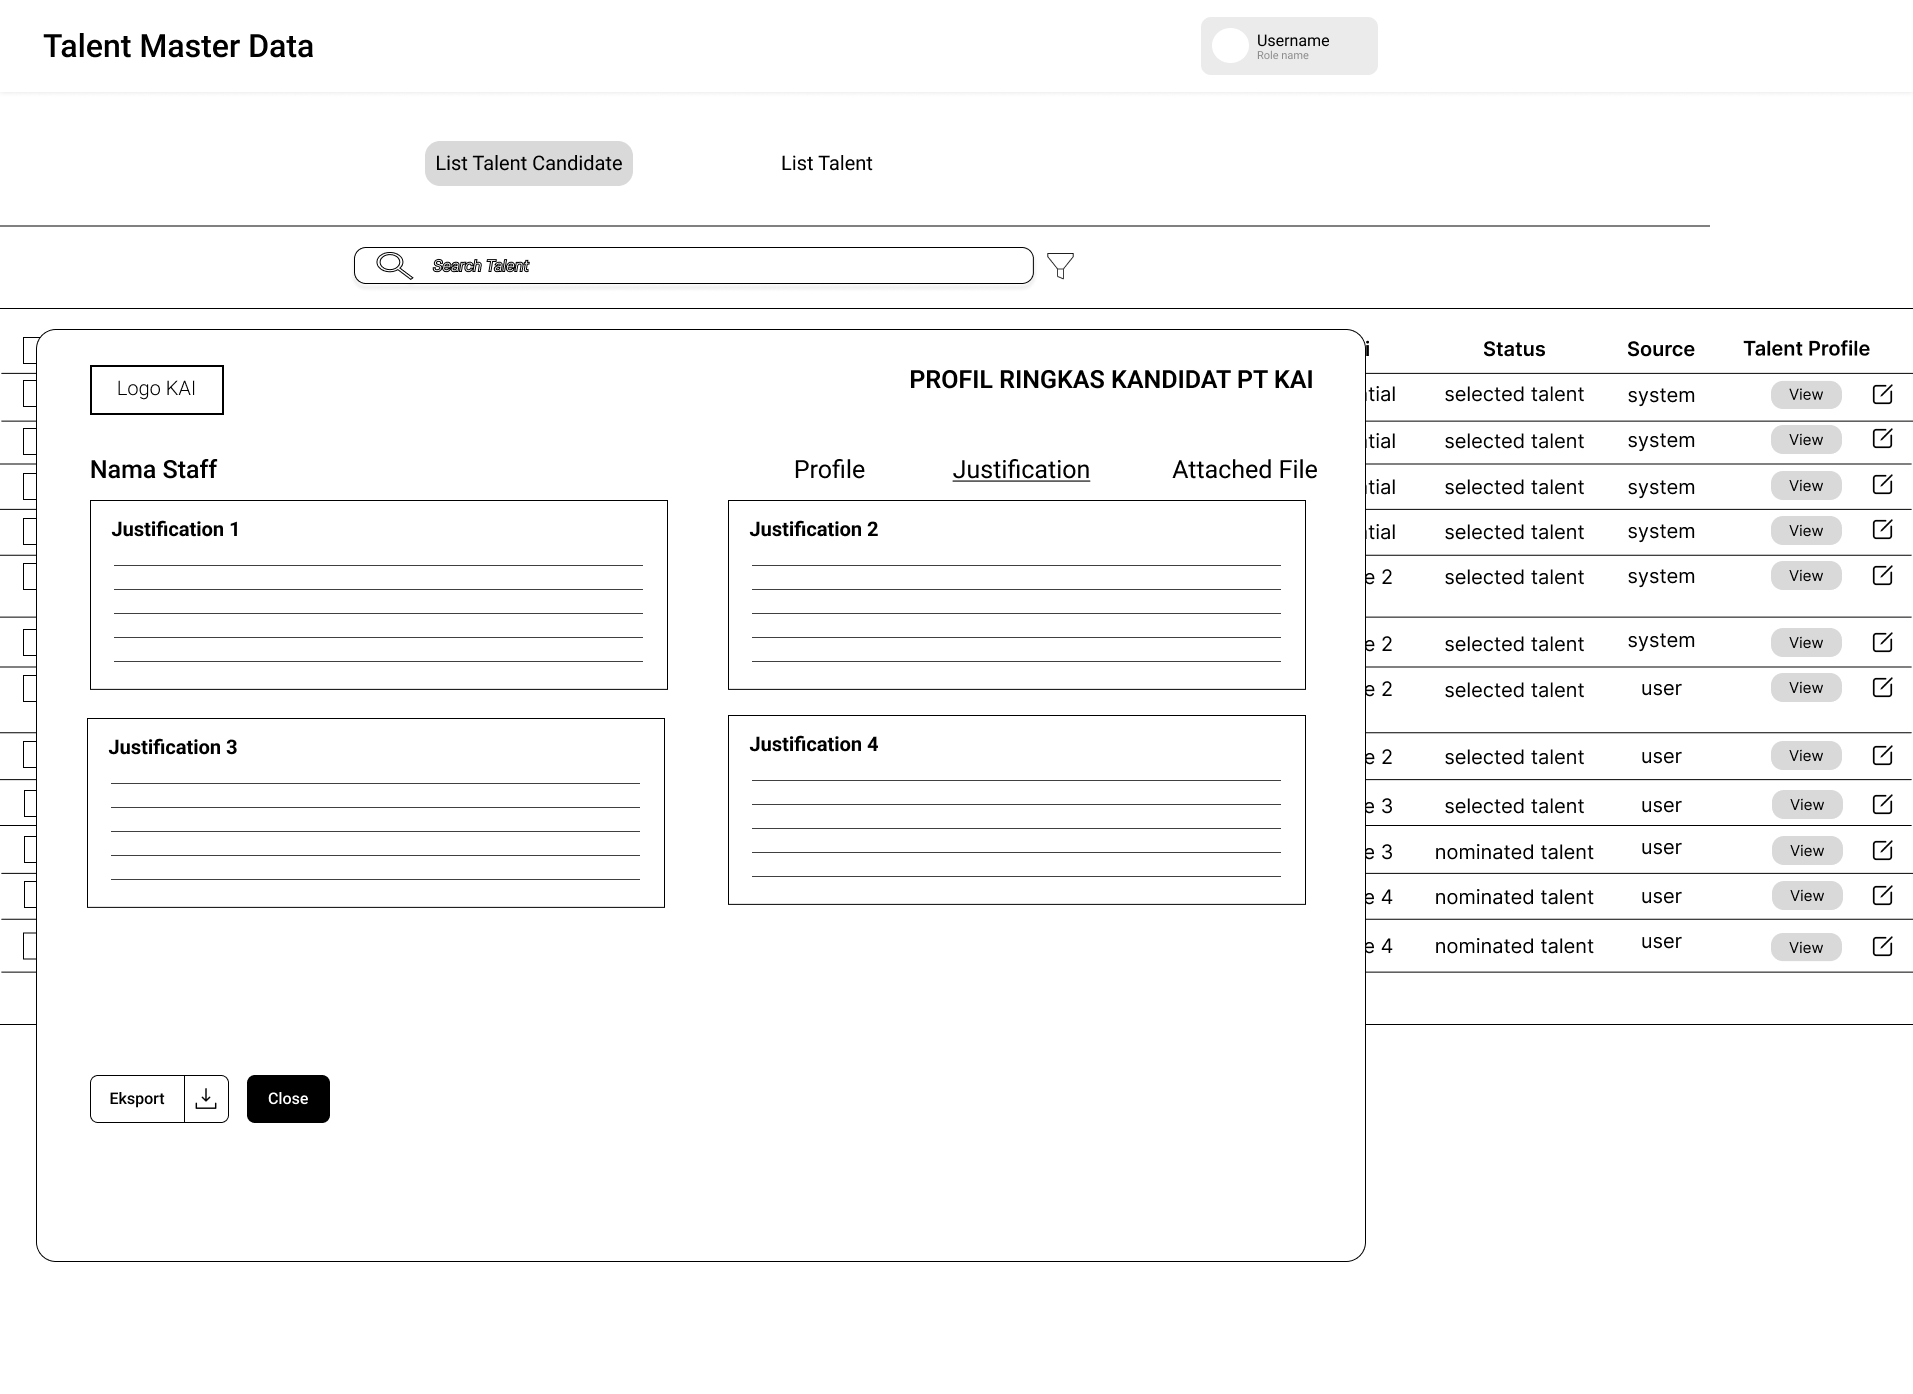 Talent Master Data
Username
Role name
List Talent Candidate
List Talent
Search Talent
Status Source Talent Profile
Logo KAI
PROFIL RINGKAS KANDIDAT PT KAI
Nama Staff
Profile Justification Attached File
Justification 1
Justification 2
Justification 3
Justification 4
Eksport
Close
tial selected talent system View
tial selected talent system View
tial selected talent system View
tial selected talent system View
e 2 selected talent system View
e 2 selected talent system View
e 2 selected talent user View
e 2 selected talent user View
e 3 selected talent user View
e 3 nominated talent user View
e 4 nominated talent user View
e 4 nominated talent user View